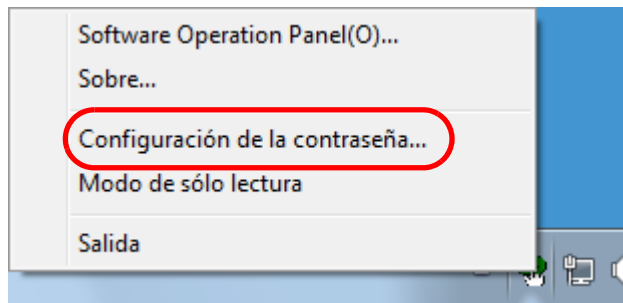 Software Operation Panel(O)...
Sobre...
Configuración de la contraseña...
Modo de sólo lectura
Salida